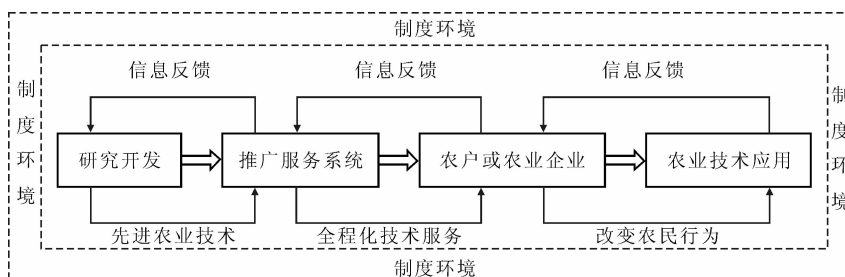 制度环境
信息反馈 信息反馈 信息反馈
制度环境
制度环境
研究开发 推广服务系统 农户或农业企业 农业技术应用
先进农业技术 全程化技术服务 改变农民行为
制度环境